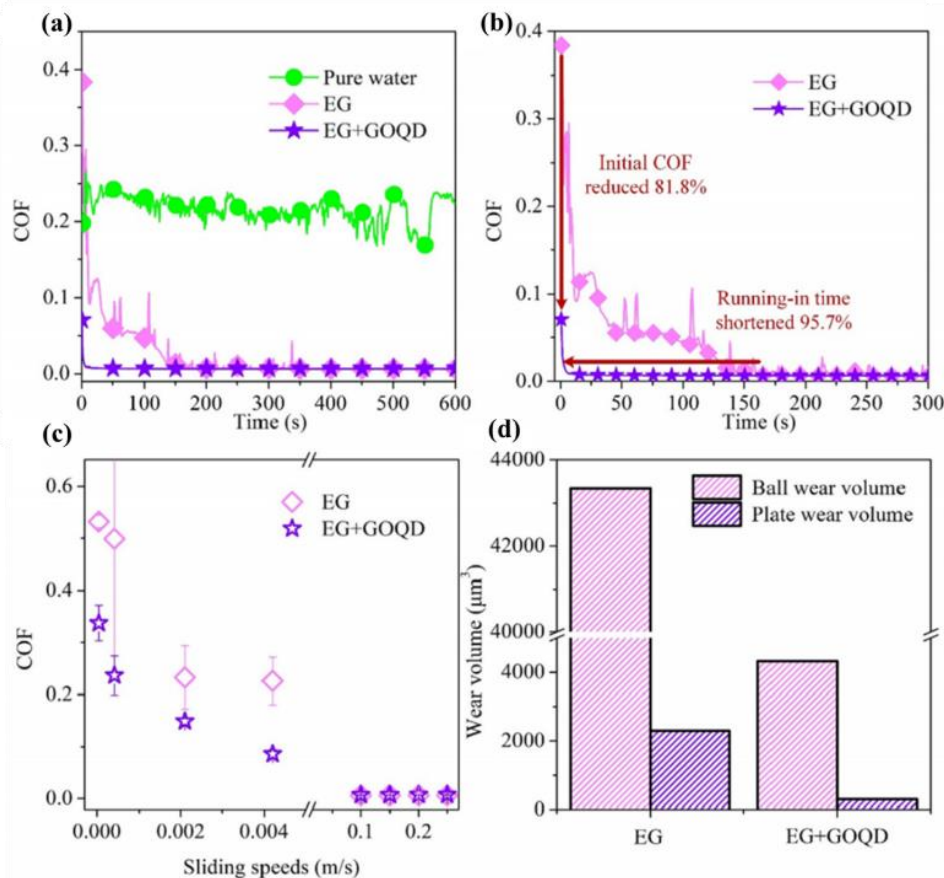 (a)
0.4
0.3
0.2
0.1
0.0
COF
Pure water
EG
EG+GOQD
0 100 200 300 400 500 600
Time (s)
(b)
0.4
0.3
0.2
0.1
0.0
COF
EG
EG+GOQD
Initial COF
reduced 81.8%
Running-in time
shortened 95.7%
0 50 100 150 200 250 300
Time (s)
(c)
0.6
0.4
0.2
0.0
COF
EG
EG+GOQD
0.000 0.002 0.004 0.1 0.2
Sliding speeds (m/s)
(d)
44000
42000
40000
4000
2000
0
Wear volume (μm³)
Ball wear volume
Plate wear volume
EG EG+GOQD